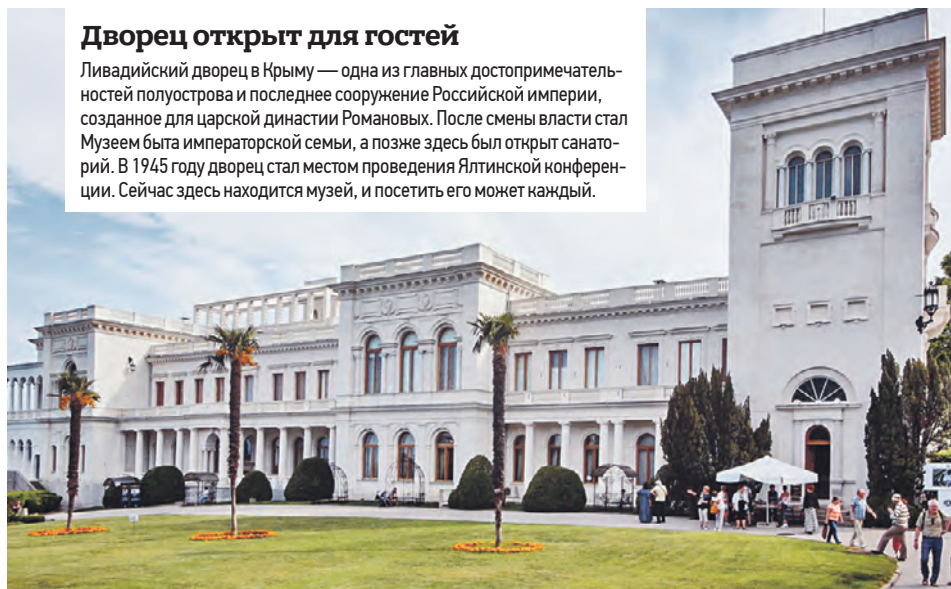 Дворец открыт для гостей
Ливадийский дворец в Крыму — одна из главных достопримечатель-
ностей полуострова и последнее сооружение Российской империи,
созданное для царской династии Романовых. После смены власти стал
Музеем быта императорской семьи, а позже здесь был открыт санато-
рий. В 1945 году дворец стал местом проведения Ялтинской конферен-
ции. Сейчас здесь находится музей, и посетить его может каждый.